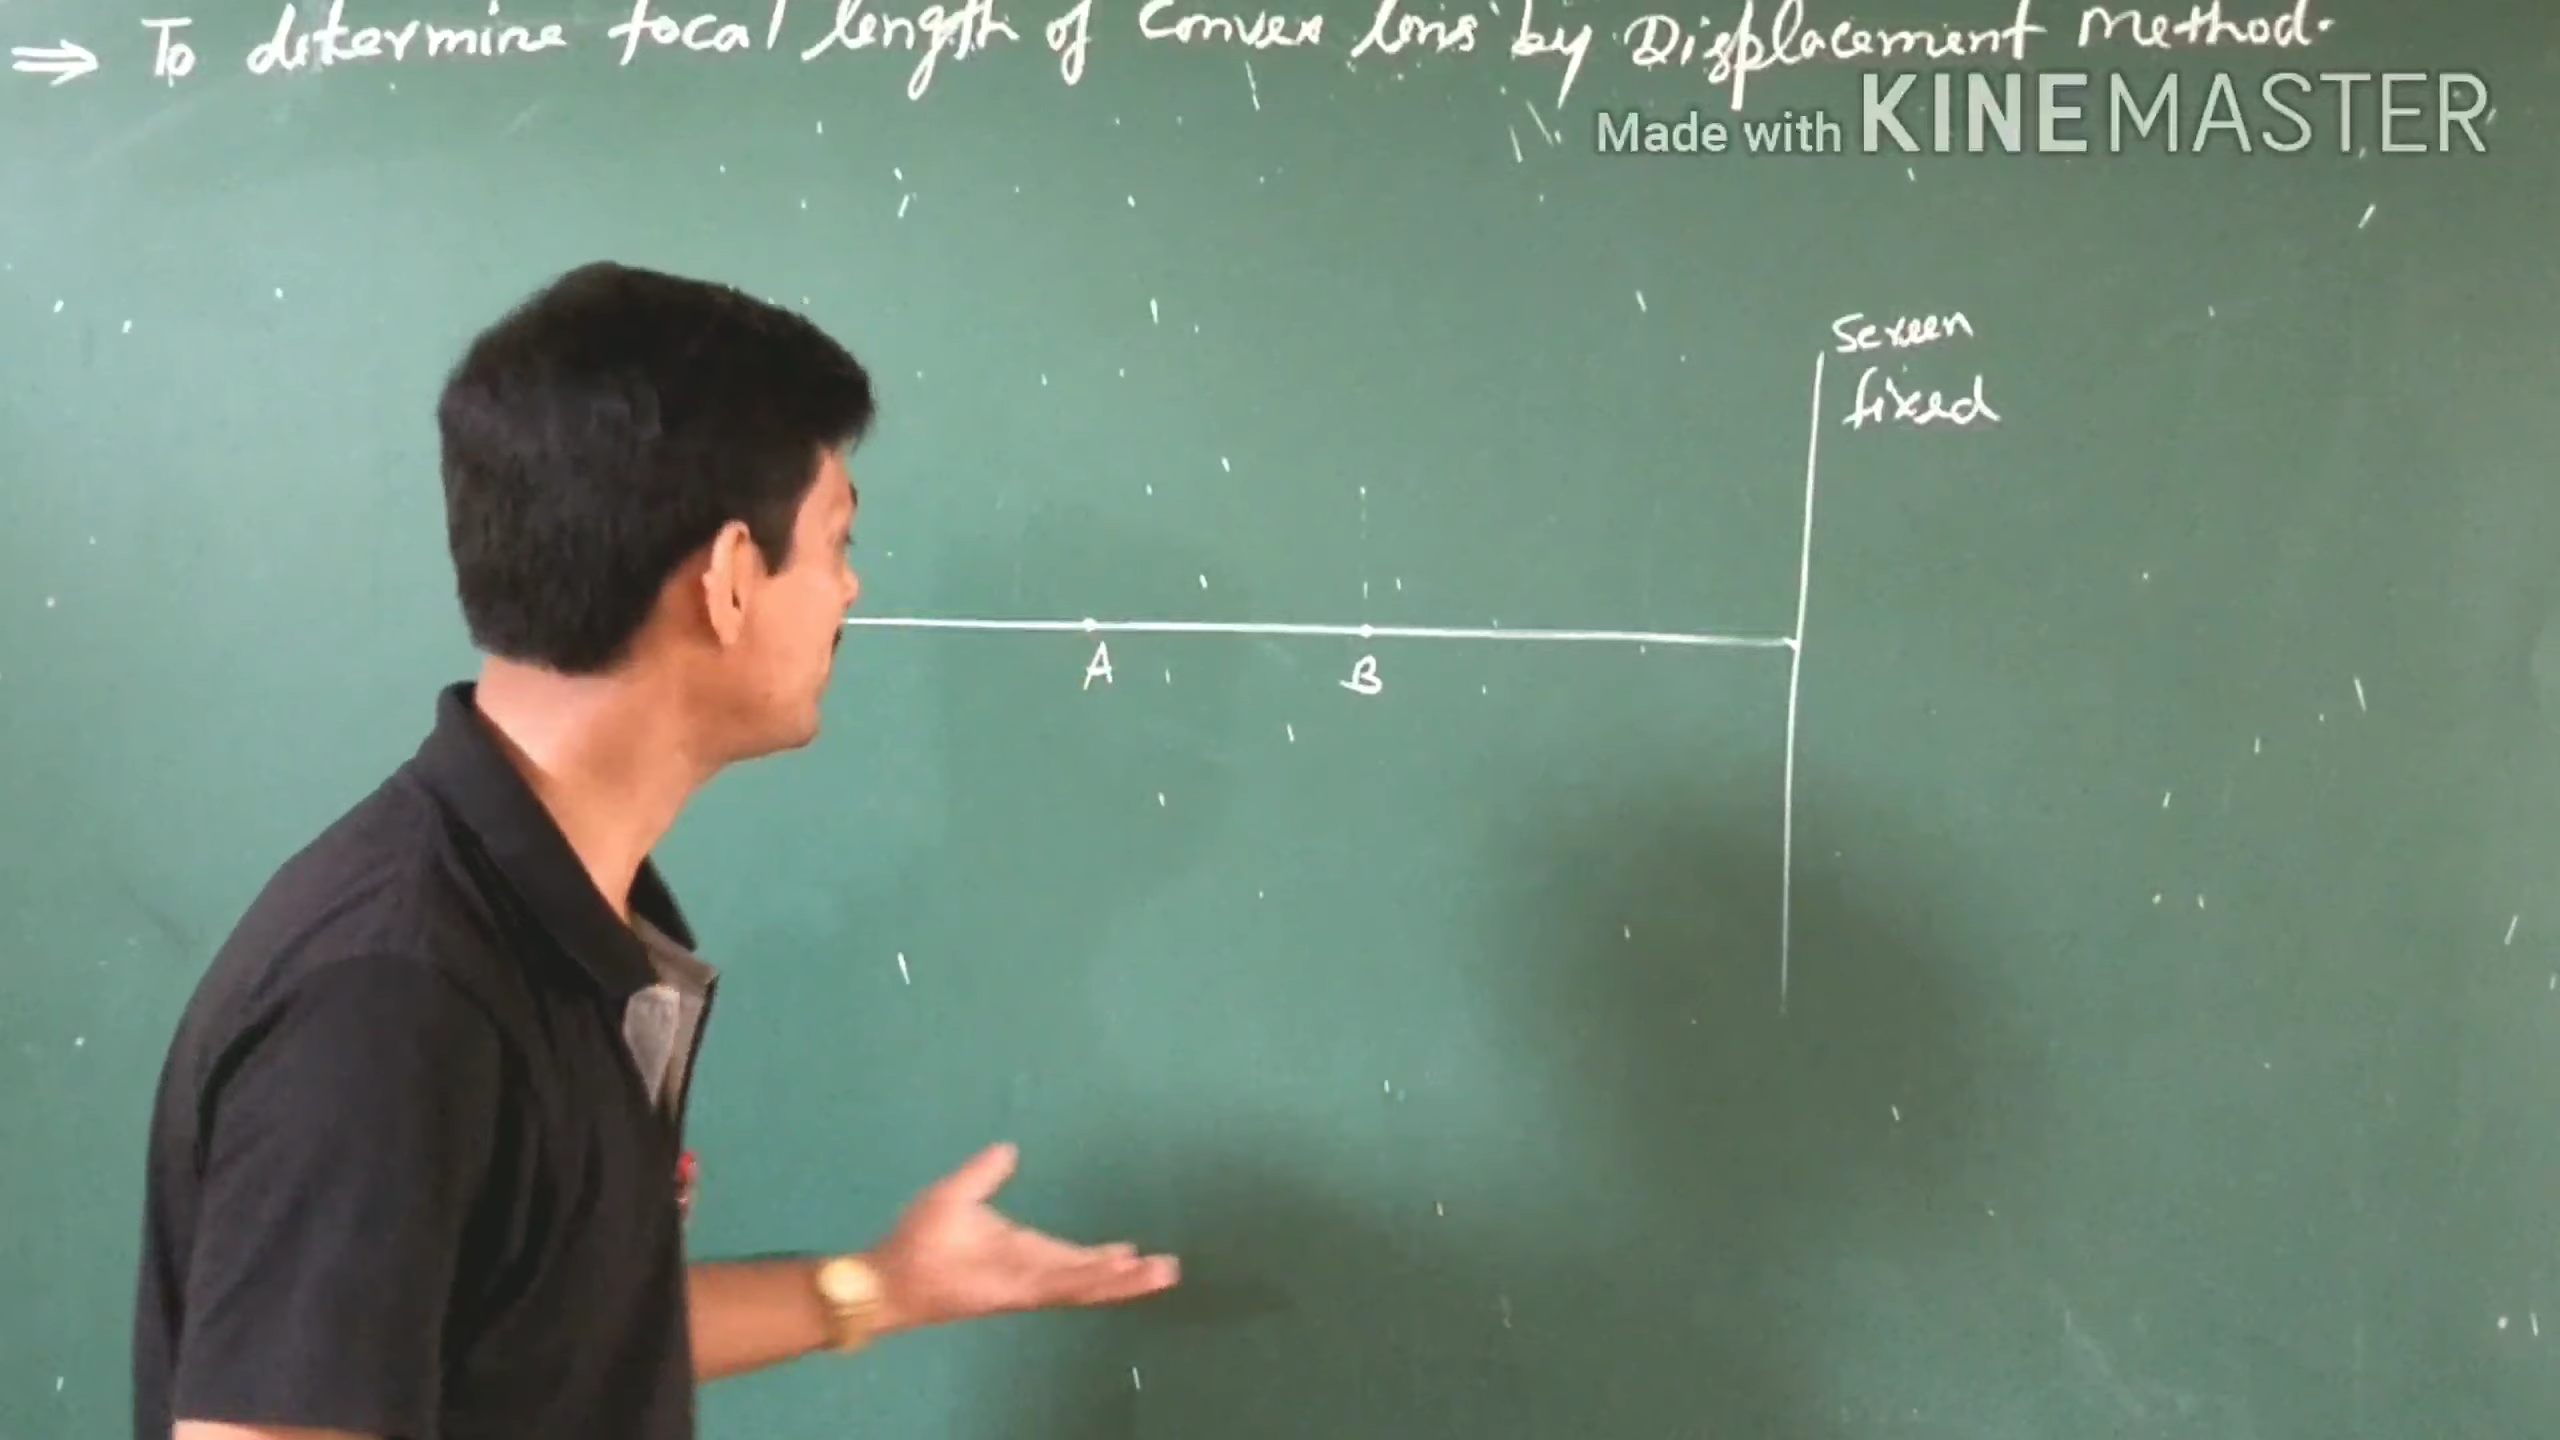 ⇒ To determine focal length of Convex lens by Displacement Method.
Made with KINEMASTER
Screen
fixed
A
B